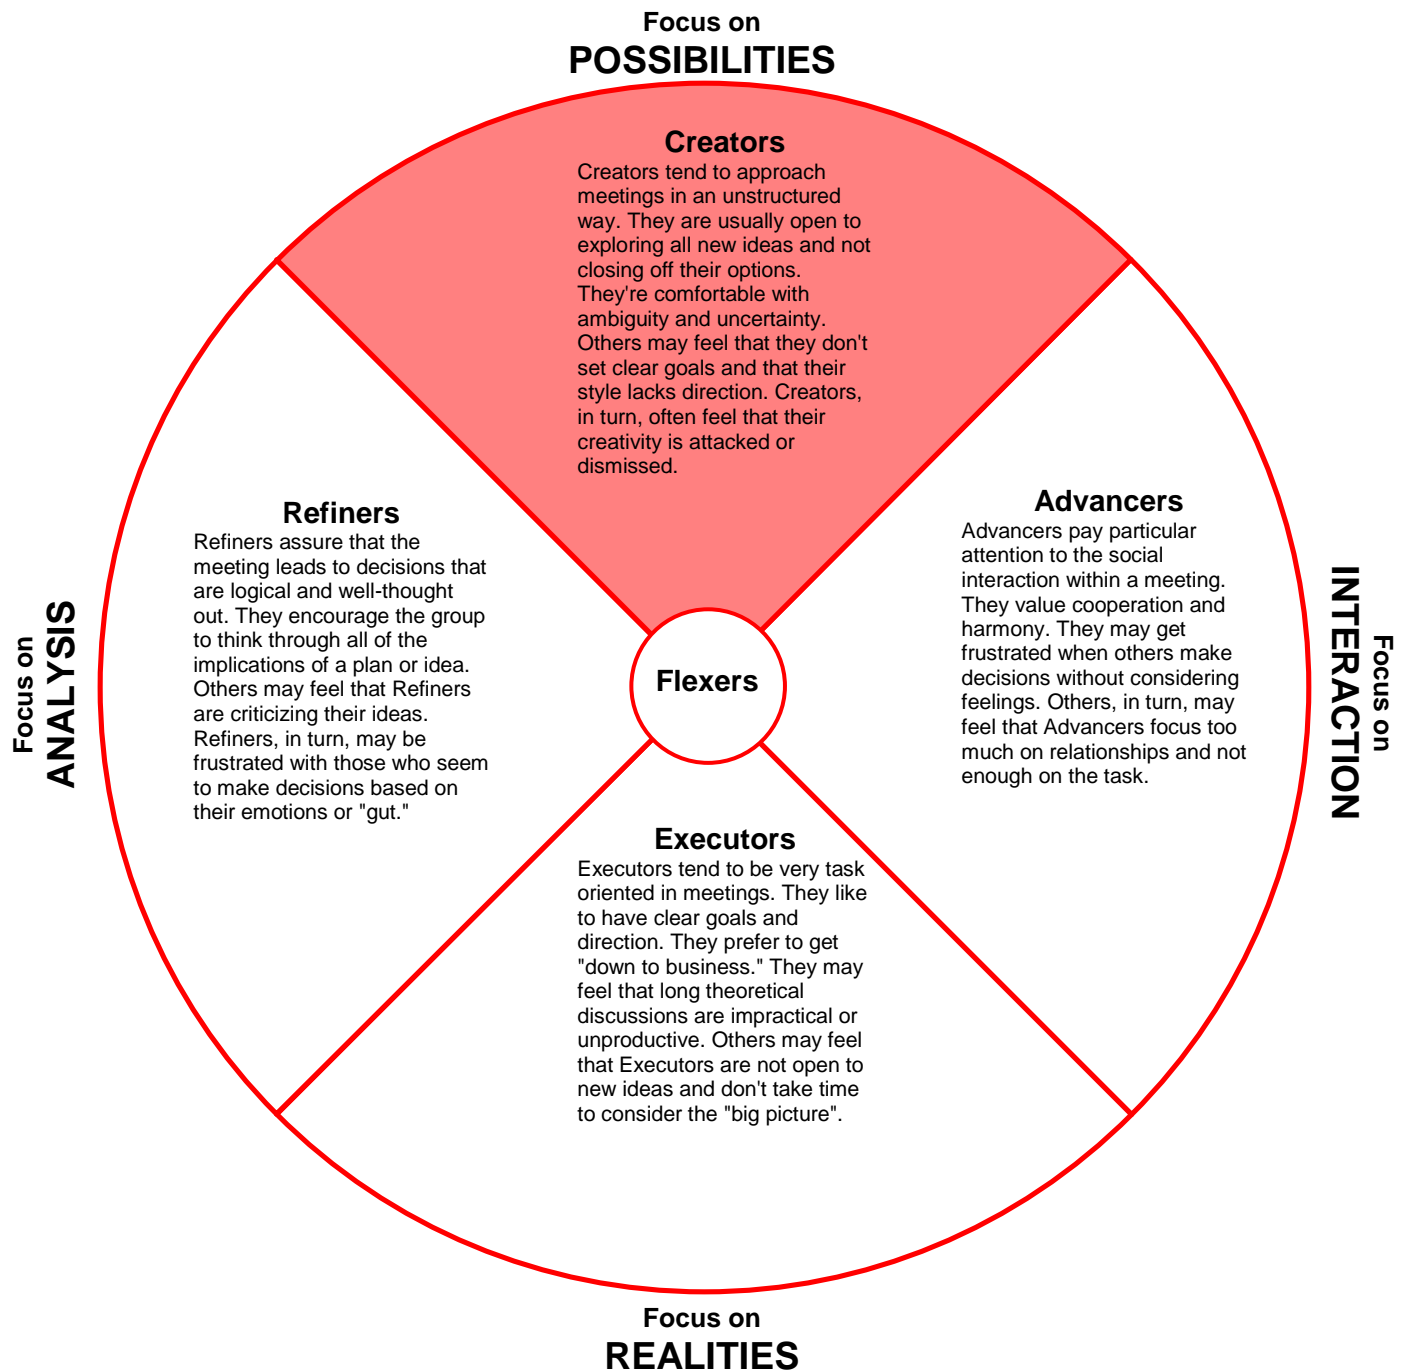 Focus on
POSSIBILITIES
Creators
Creators tend to approach
meetings in an unstructured
way. They are usually open to
exploring all new ideas and not
closing off their options.
They're comfortable with
ambiguity and uncertainty.
Others may feel that they don't
set clear goals and that their
style lacks direction. Creators,
in turn, often feel that their
creativity is attacked or
dismissed.
Focus on
ANALYSIS
Refiners
Refiners assure that the
meeting leads to decisions that
are logical and well-thought
out. They encourage the group
to think through all of the
implications of a plan or idea.
Others may feel that Refiners
are criticizing their ideas.
Refiners, in turn, may be
frustrated with those who seem
to make decisions based on
their emotions or "gut."
Flexers
Advancers
Advancers pay particular
attention to the social
interaction within a meeting.
They value cooperation and
harmony. They may get
frustrated when others make
decisions without considering
feelings. Others, in turn, may
feel that Advancers focus too
much on relationships and not
enough on the task.
Focus on
INTERACTION
Executors
Executors tend to be very task
oriented in meetings. They like
to have clear goals and
direction. They prefer to get
"down to business." They may
feel that long theoretical
discussions are impractical or
unproductive. Others may feel
that Executors are not open to
new ideas and don't take time
to consider the "big picture".
Focus on
REALITIES